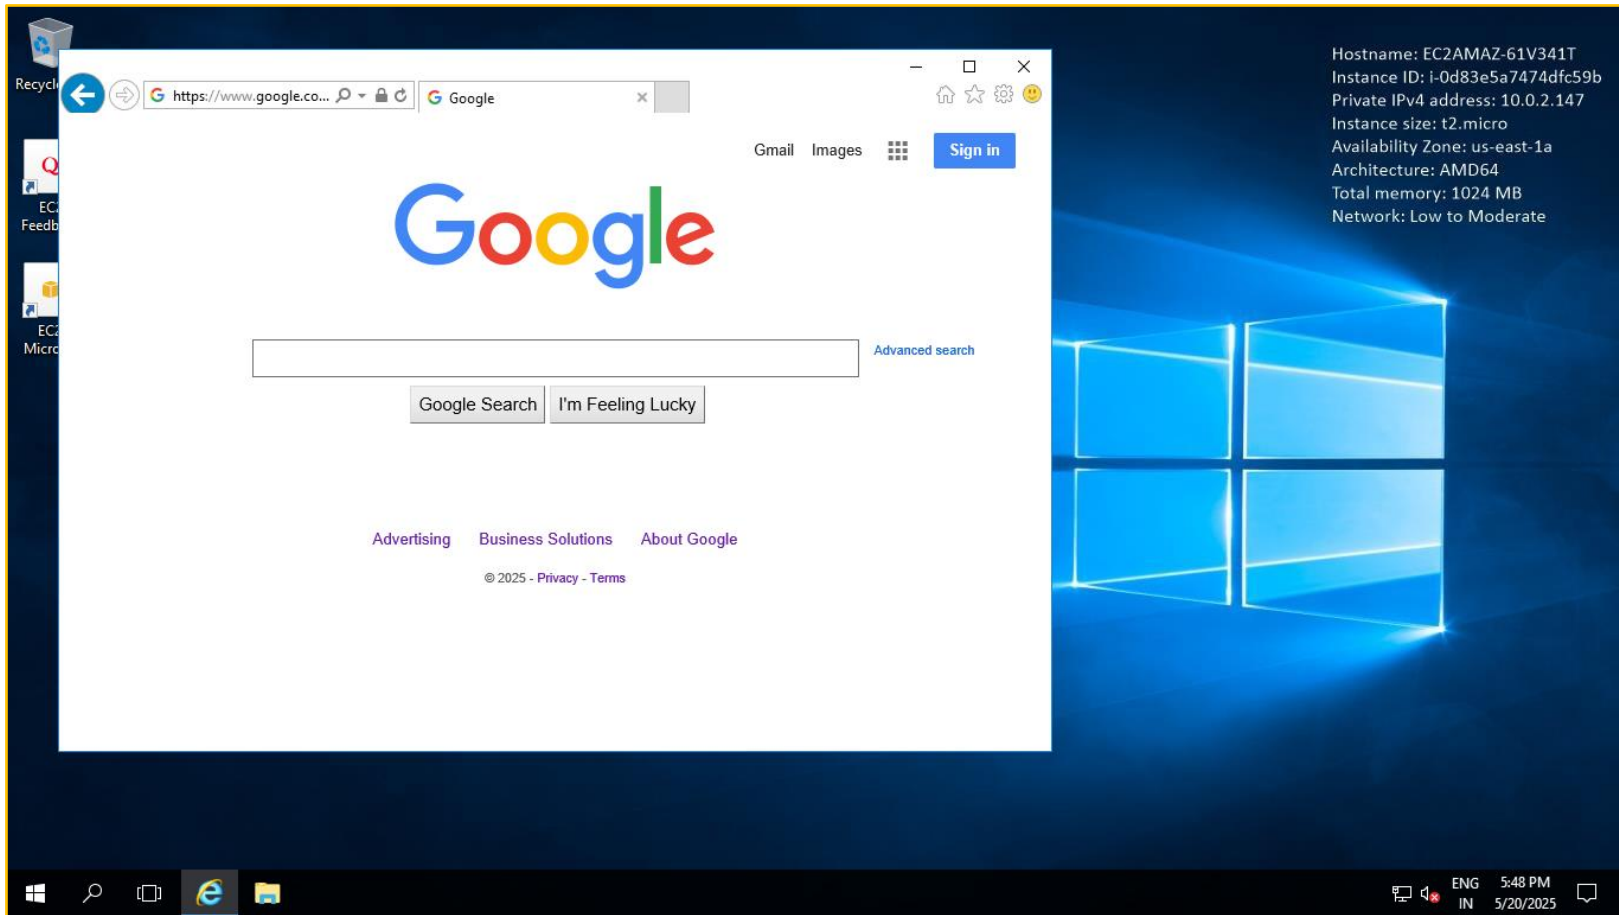 Recycle
EC2
Feedb
EC2
Micro
https://www.google.co...
Google
Gmail Images
Sign in
Google
Advanced search
Google Search I'm Feeling Lucky
Advertising Business Solutions About Google
© 2025 - Privacy - Terms
Hostname: EC2AMAZ-61V341T
Instance ID: i-0d83e5a7474dfc59b
Private IPv4 address: 10.0.2.147
Instance size: t2.micro
Availability Zone: us-east-1a
Architecture: AMD64
Total memory: 1024 MB
Network: Low to Moderate
ENG
IN
5:48 PM
5/20/2025